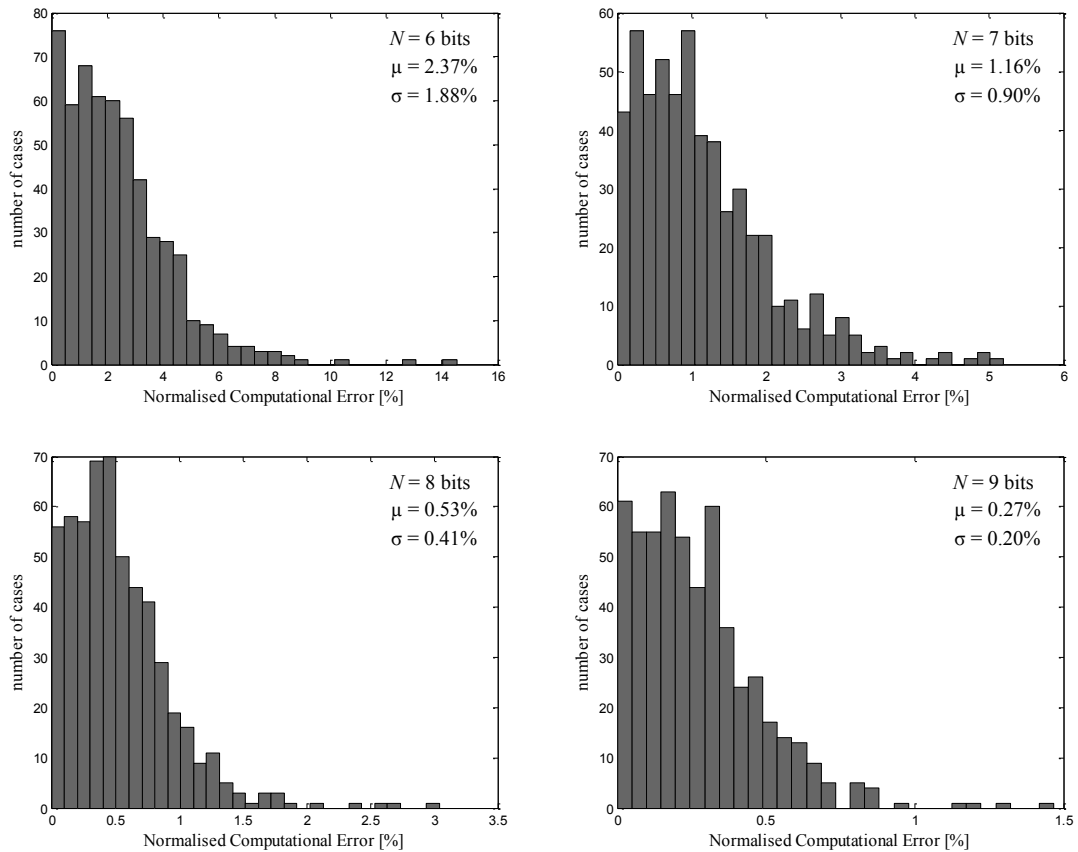 80
70
60
50
40
30
20
10
0
number of cases
N = 6 bits
μ = 2.37%
σ = 1.88%
0 2 4 6 8 10 12 14 16
Normalised Computational Error [%]
60
50
40
30
20
10
0
number of cases
N = 7 bits
μ = 1.16%
σ = 0.90%
0 1 2 3 4 5 6
Normalised Computational Error [%]
70
60
50
40
30
20
10
0
number of cases
N = 8 bits
μ = 0.53%
σ = 0.41%
0 0.5 1 1.5 2 2.5 3 3.5
Normalised Computational Error [%]
70
60
50
40
30
20
10
0
number of cases
N = 9 bits
μ = 0.27%
σ = 0.20%
0 0.5 1 1.5
Normalised Computational Error [%]